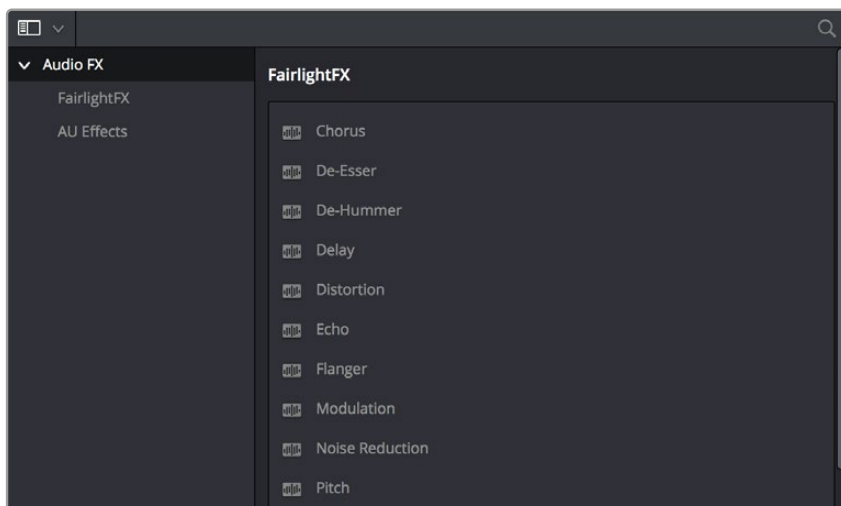 Audio FX
FairlightFX
AU Effects
FairlightFX
Chorus
De-Esser
De-Hummer
Delay
Distortion
Echo
Flanger
Modulation
Noise Reduction
Pitch